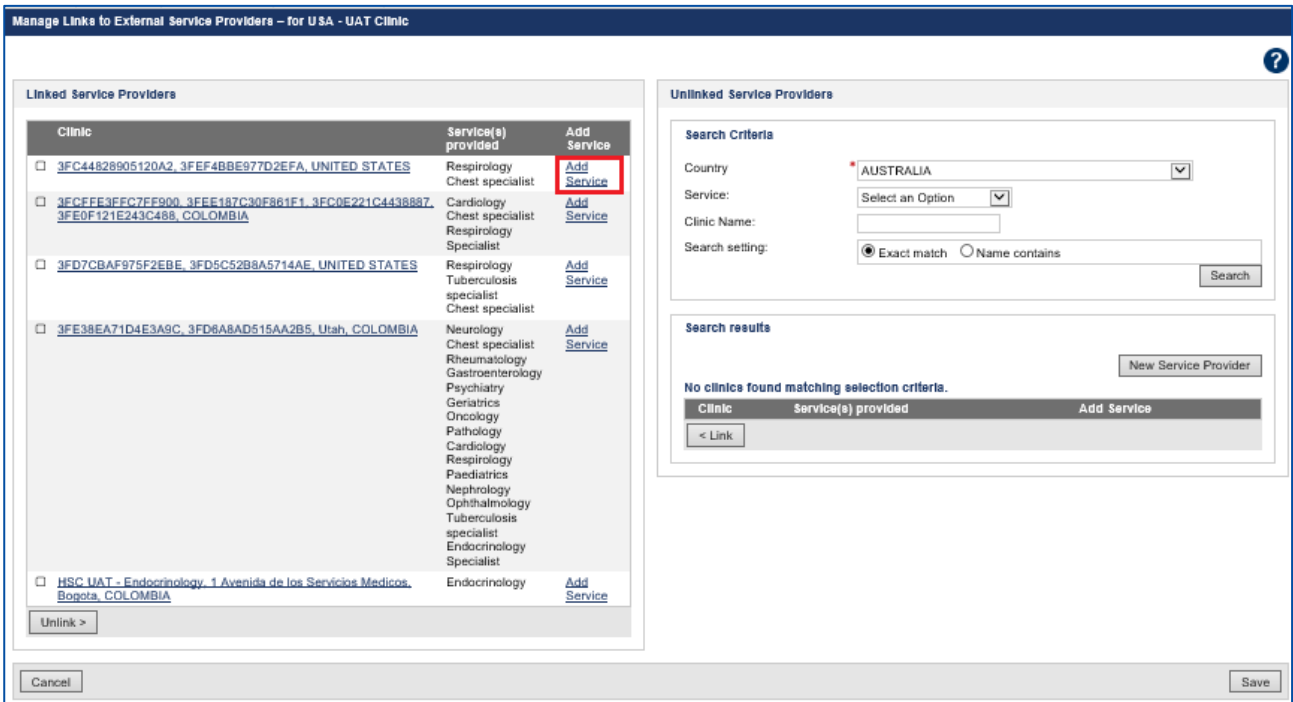 Manage Links to External Service Providers – for USA - UAT Clinic
?
Linked Service Providers
Clinic Service(s) provided Add Service
3FC44828905120A2, 3FEF4BBE977D2EFA, UNITED STATES
Respirology
Chest specialist
Add
Service
3FCFFE3FFC7FF900, 3FEE187C30F861F1, 3FC0E221C4438887,
3FE0F121E243C488, COLOMBIA
Cardiology
Chest specialist
Respirology
Specialist
Add
Service
3FD7CBAF975F2EBE, 3FD5C52B8A5714AE, UNITED STATES
Respirology
Tuberculosis
specialist
Chest specialist
Add
Service
3FE38EA71D4E3A9C, 3FD6A8AD515AA2B5, Utah, COLOMBIA
Neurology
Chest specialist
Rheumatology
Gastroenterology
Psychiatry
Geriatrics
Oncology
Pathology
Cardiology
Respirology
Paediatrics
Nephrology
Ophthalmology
Tuberculosis
specialist
Endocrinology
Specialist
Add
Service
HSC UAT - Endocrinology, 1 Avenida de los Servicios Medicos,
Bogota, COLOMBIA
Endocrinology
Add
Service
Unlink >
Unlinked Service Providers
Search Criteria
Country * AUSTRALIA
Service: Select an Option
Clinic Name:
Search setting: Exact match Name contains
Search
Search results
New Service Provider
No clinics found matching selection criteria.
Clinic Service(s) provided Add Service
< Link
Cancel
Save